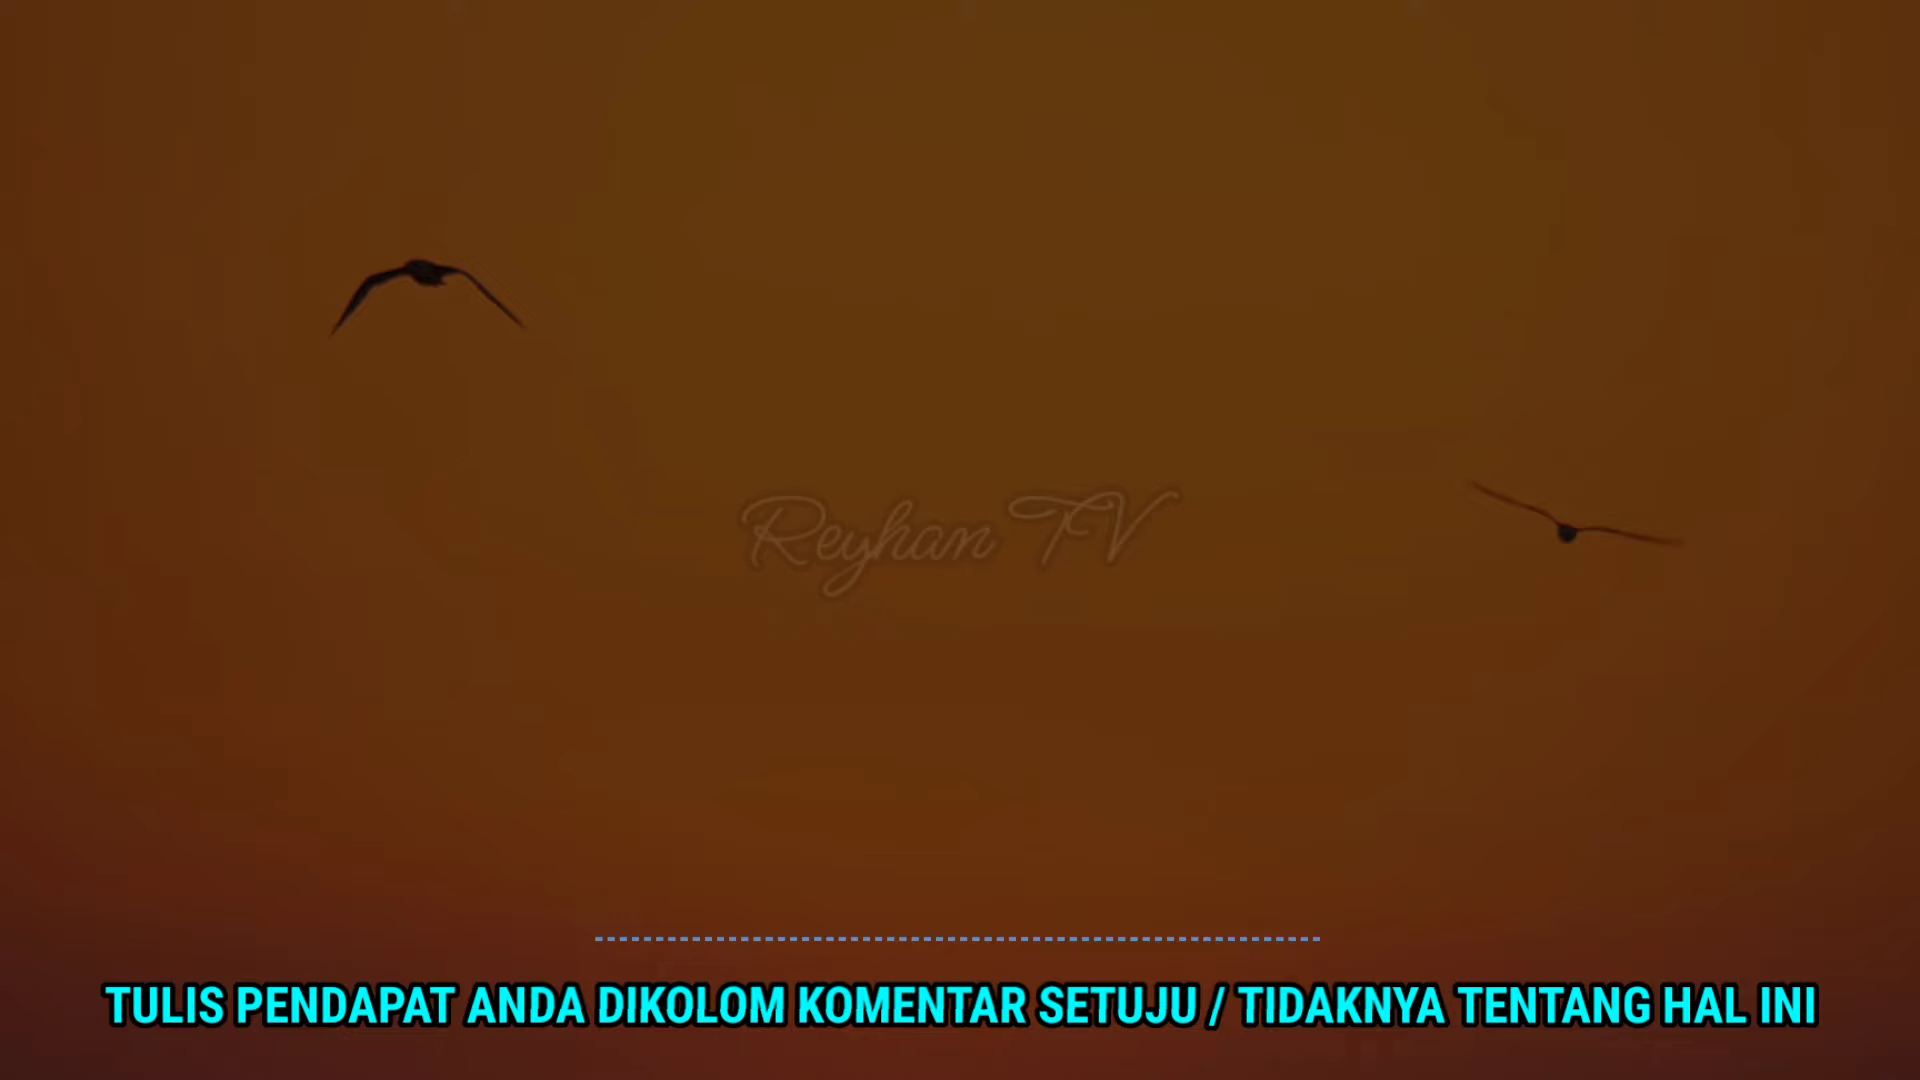 Reyhan TV
TULIS PENDAPAT ANDA DIKOLOM KOMENTAR SETUJU / TIDAKNYA TENTANG HAL INI